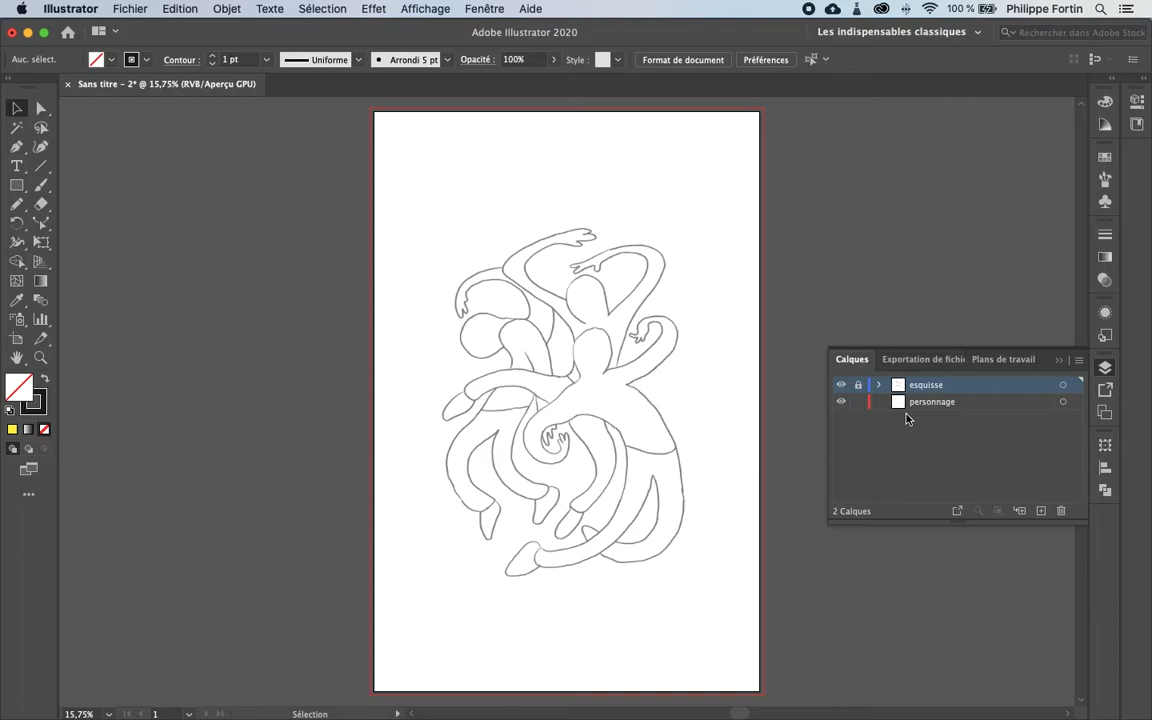 Illustrator Fichier Edition Objet Texte Sélection Effet Affichage Fenêtre Aide 100 % Philippe Fortin
Adobe Illustrator 2020 Les indispensables classiques Rechercher dans Adobe Stock
Auc. sélect. Contour : 1 pt Uniforme Arrondi 5 pt Opacité : 100% Style : Format de document Préférences
× Sans titre - 2* @ 15,75% (RVB/Aperçu GPU)
Calques Exportation de fichi Plans de travail
esquisse
personnage
2 Calques
15,75% 1 Sélection